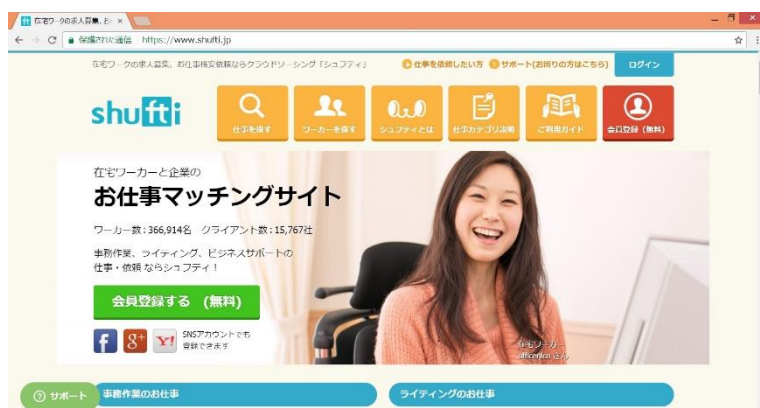 在宅ワークの求人募集、お
保護された通信 https://www.shufti.jp
在宅ワークの求人募集、お仕事格安依頼ならクラウドソーシング「シュフティ」
仕事を依頼したい方 サポート(お困りの方はこちら) ログイン
shufti
仕事を探す ワーカーを探す シュフティとは 仕事カテゴリ説明 ご利用ガイド 会員登録 (無料)
在宅ワーカーと企業の
お仕事マッチングサイト
ワーカー数:366,914名 クライアント数:15,767社
事務作業、ライティング、ビジネスサポートの
仕事・依頼 ならシュフティ！
会員登録する (無料)
f g+ Y!
SNSアカウントでも
登録できます
在宅ワーカー
officenico さん
サポート
事務作業のお仕事 ライティングのお仕事